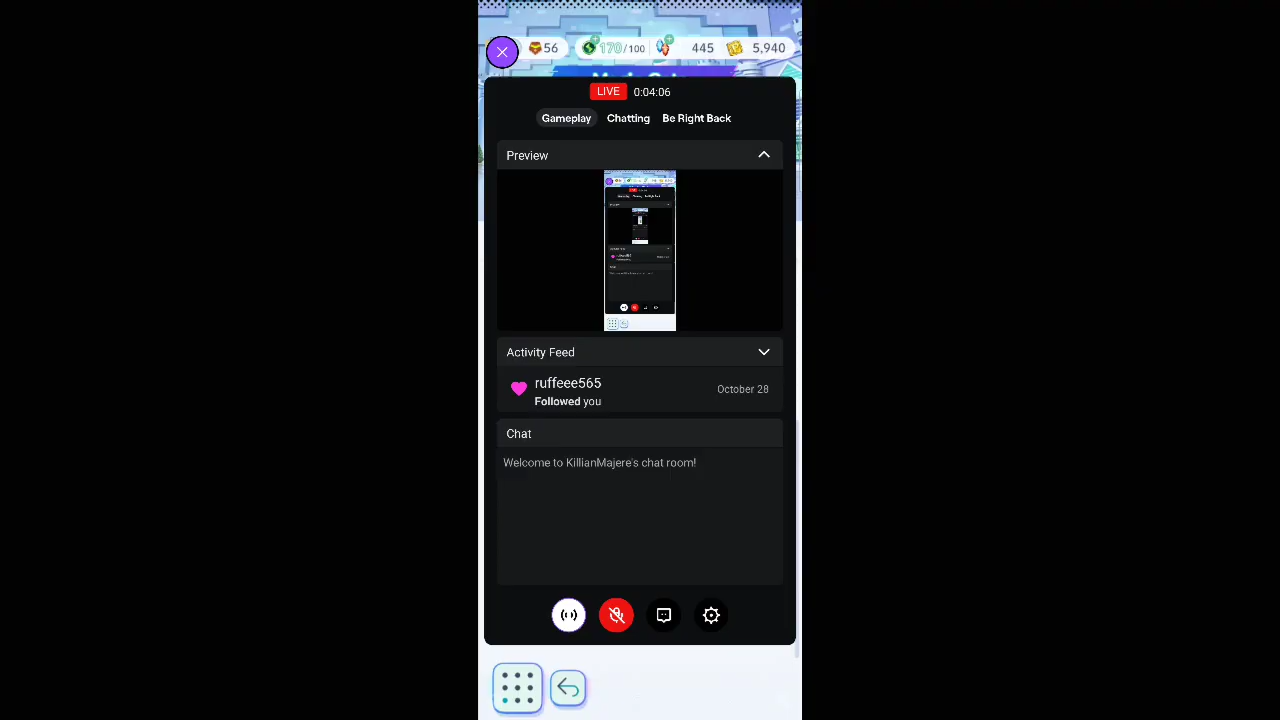 56 170/100 445 5,940
LIVE 0:04:06
Gameplay Chatting Be Right Back
Preview
Activity Feed
ruffeee565
Followed you
October 28
Chat
Welcome to KillianMajere's chat room!